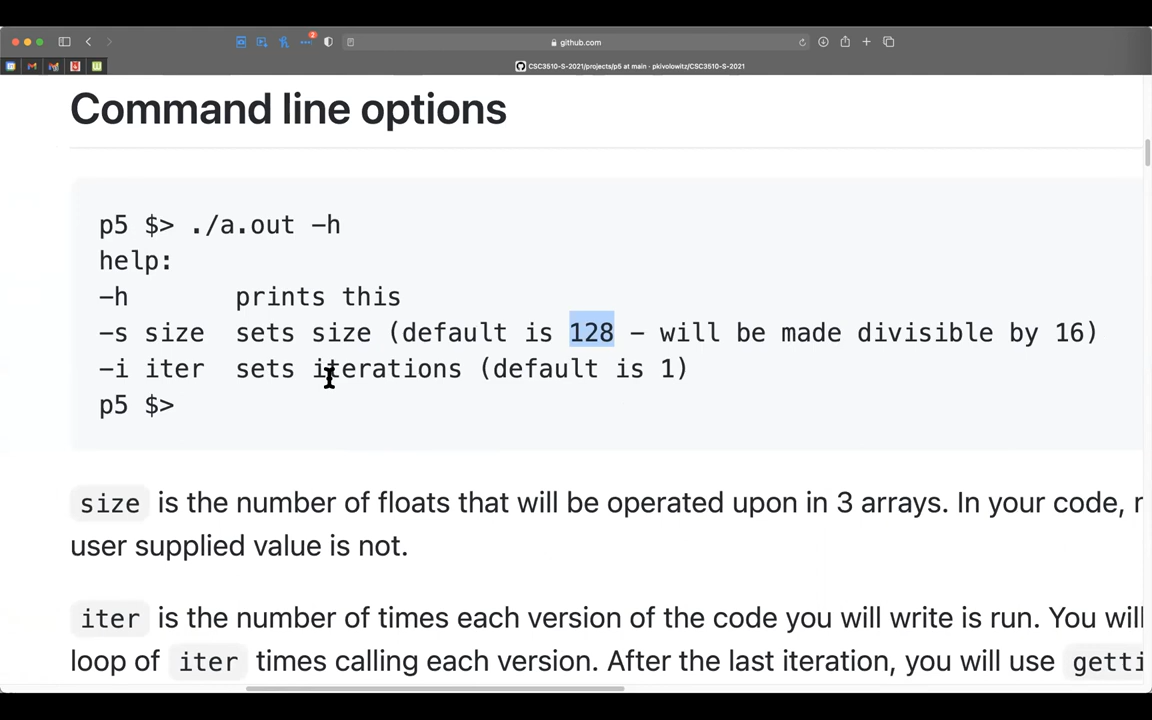 github.com
CSC3510-S-2021/projects/p5 at main · pkivolowitz/CSC3510-S-2021
Command line options
p5 $> ./a.out -h
help:
-h prints this
-s size sets size (default is 128 - will be made divisible by 16)
-i iter sets iterations (default is 1)
p5 $>
size is the number of floats that will be operated upon in 3 arrays. In your code,
user supplied value is not.
iter is the number of times each version of the code you will write is run. You will
loop of iter times calling each version. After the last iteration, you will use getti